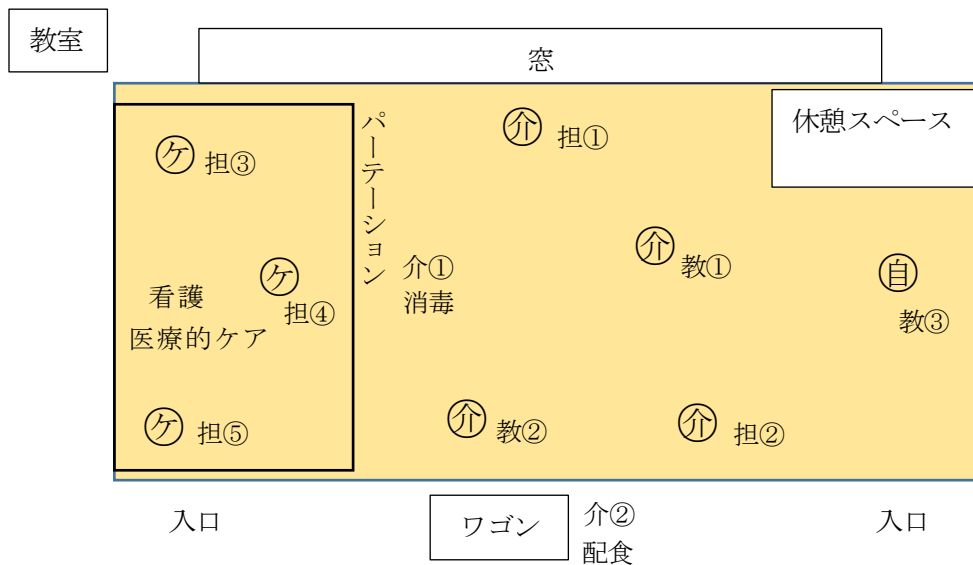 教室
窓
休憩スペース
パーテーション
㋘ 担③
㋘
担④
看護
医療的ケア
㋘ 担⑤
介 担①
介
教①
介①
消毒
自
教③
介 教②
介 担②
入口
ワゴン
介②
配食
入口